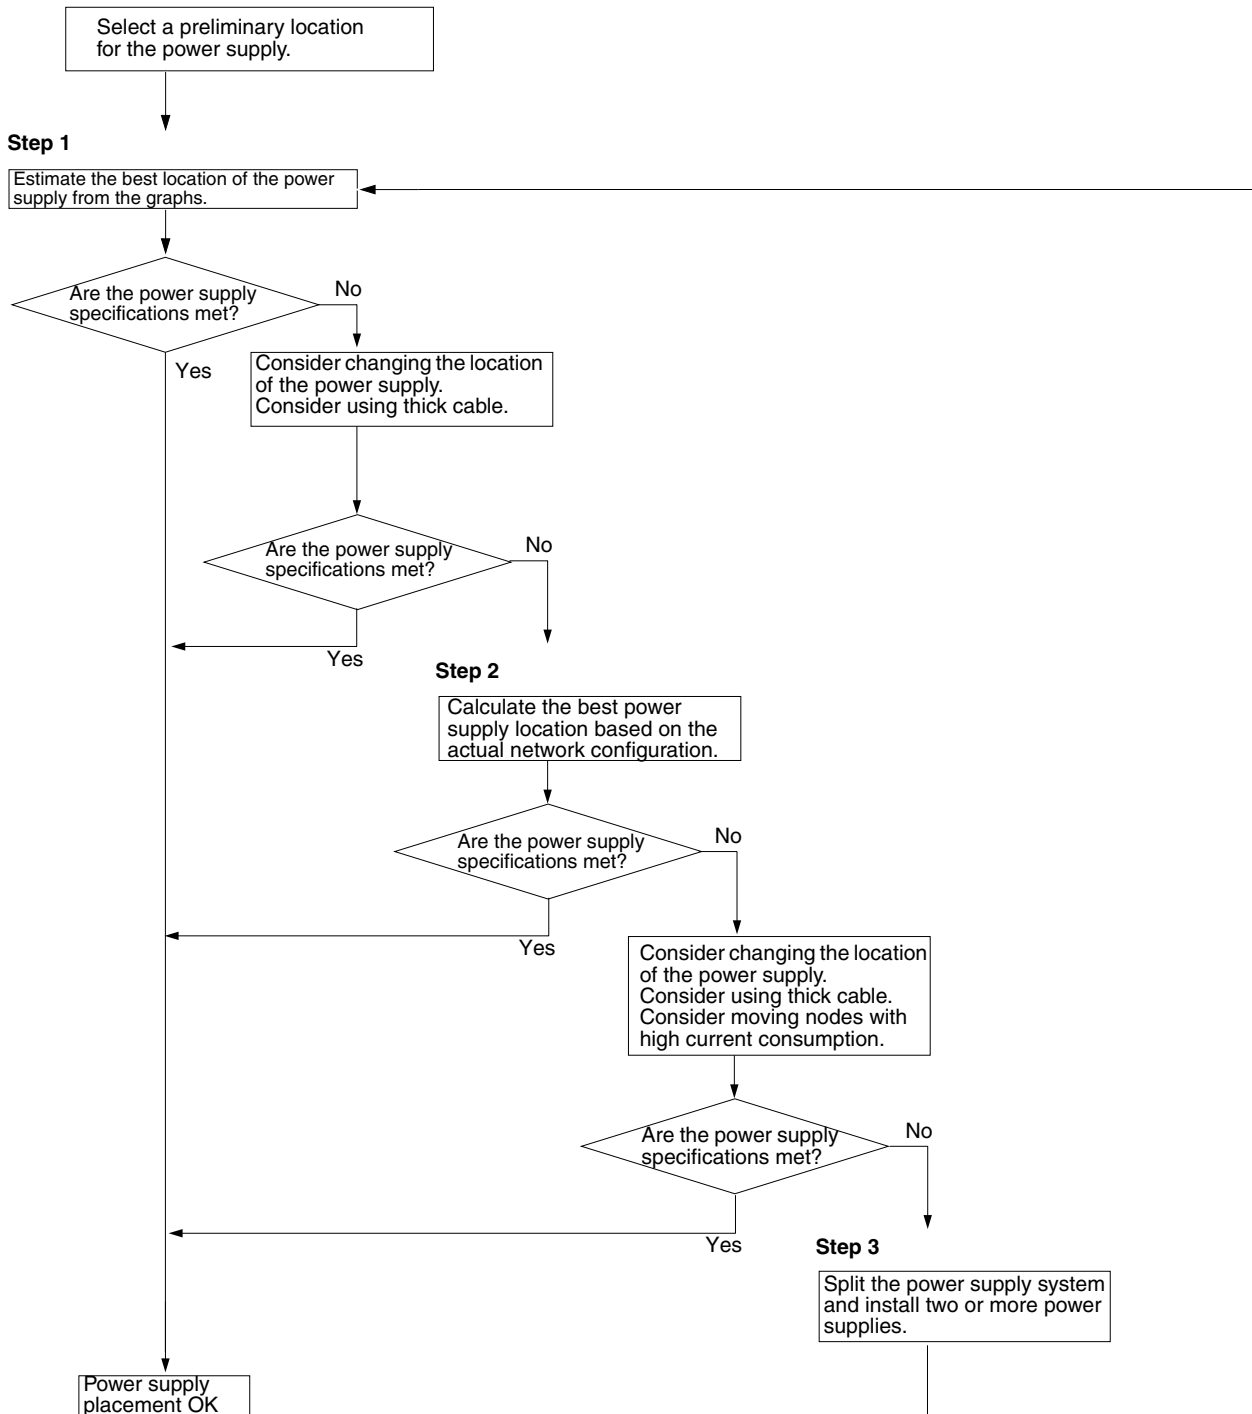 Select a preliminary location
for the power supply.
Step 1
Estimate the best location of the power
supply from the graphs.
Are the power supply
specifications met?
No
Yes
Consider changing the location
of the power supply.
Consider using thick cable.
Are the power supply
specifications met?
No
Yes
Step 2
Calculate the best power
supply location based on the
actual network configuration.
Are the power supply
specifications met?
No
Yes
Consider changing the location
of the power supply.
Consider using thick cable.
Consider moving nodes with
high current consumption.
Are the power supply
specifications met?
No
Yes
Step 3
Split the power supply system
and install two or more power
supplies.
Power supply
placement OK